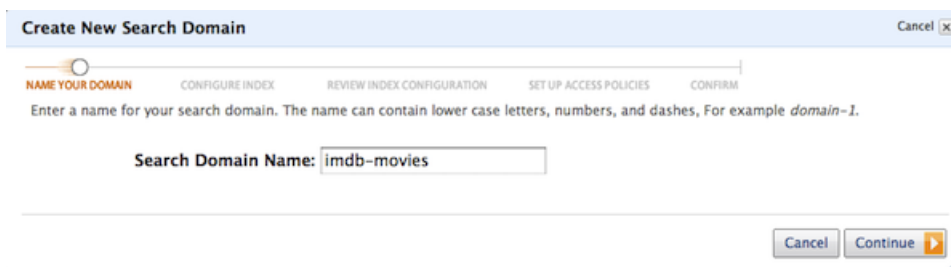 Create New Search Domain
Cancel
NAME YOUR DOMAIN CONFIGURE INDEX REVIEW INDEX CONFIGURATION SET UP ACCESS POLICIES CONFIRM
Enter a name for your search domain. The name can contain lower case letters, numbers, and dashes, For example domain-1.
Search Domain Name: imdb-movies
Cancel Continue